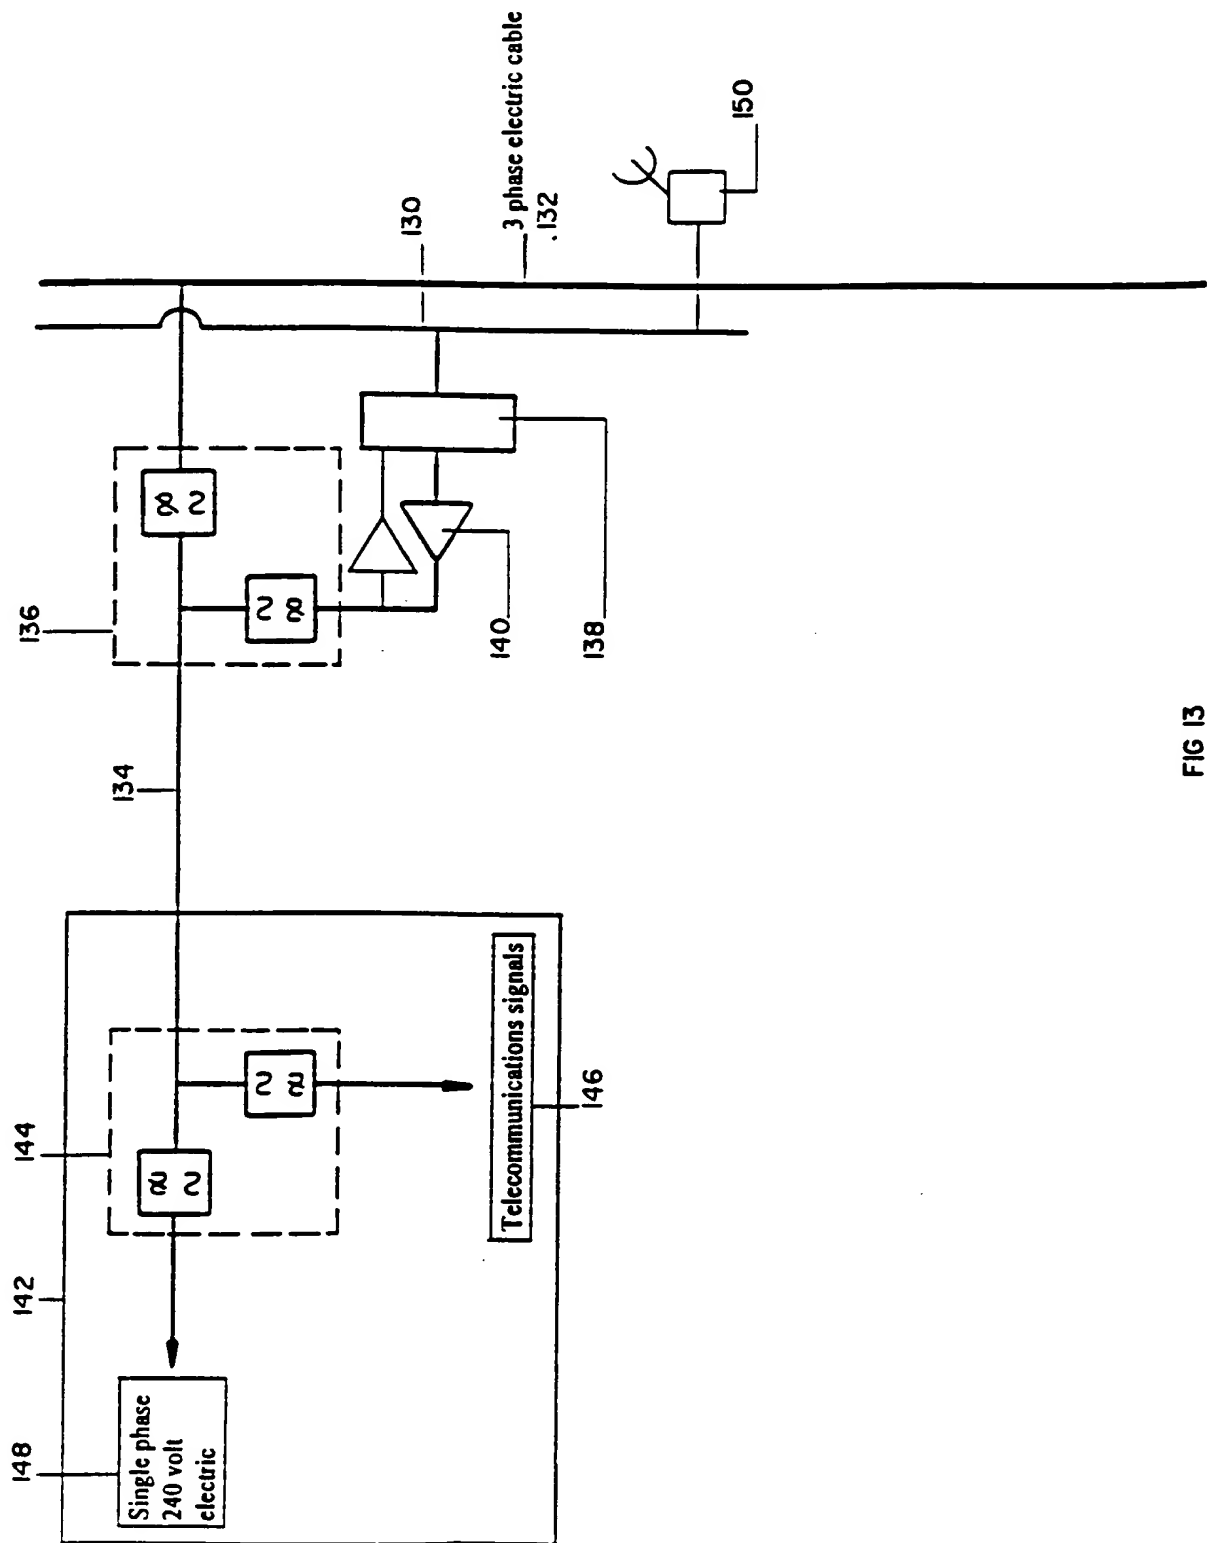 148
Single phase
240 volt
electric
142
144
146
Telecommunications signals
134
136
140
138
130
3 phase electric cable
.132
150
FIG 13